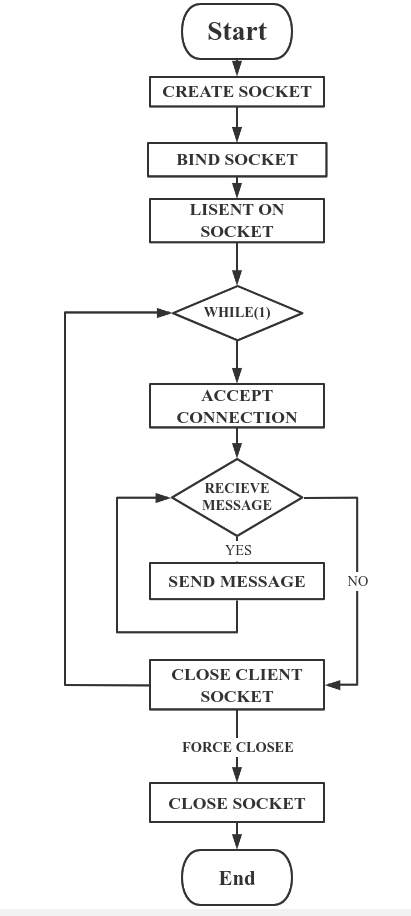 Start
CREATE SOCKET
BIND SOCKET
LISENT ON
SOCKET
WHILE(1)
ACCEPT
CONNECTION
RECIEVE
MESSAGE
YES
SEND MESSAGE
NO
CLOSE CLIENT
SOCKET
FORCE CLOSEE
CLOSE SOCKET
End